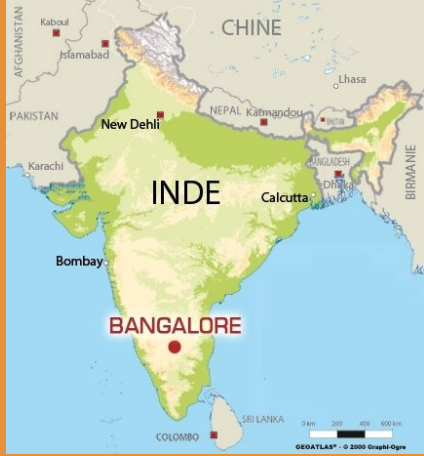 AFGHANISTAN
Kaboul
CHINE
Islamabad
Lhasa
PAKISTAN
New Dehli
NEPAL Katmandou
BHUTAN
Karachi
INDE
BANGLADESH
Dhaka
BIRMANIE
Calcutta
Bombay
BANGALORE
SRI LANKA
COLOMBO
0 km 200 400 600 km
GEOATLAS® - © 2000 Graphi-Ogre